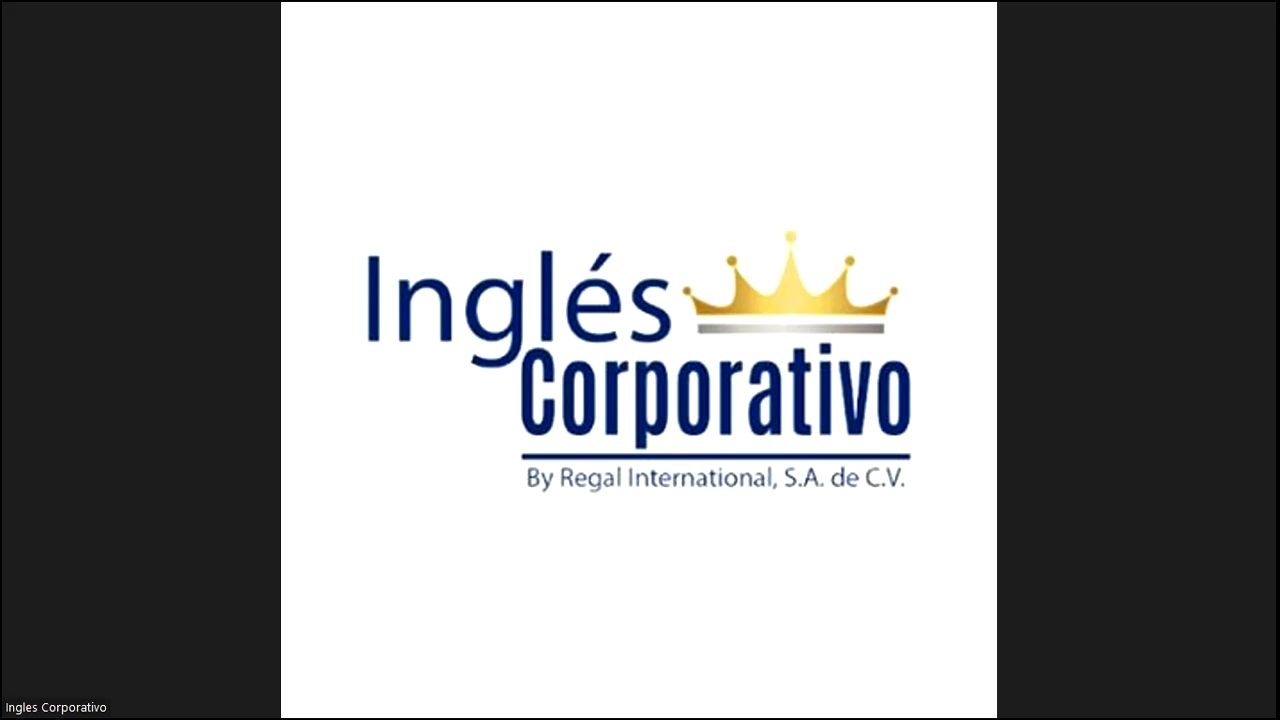 Inglés
Corporativo
By Regal International, S.A. de C.V.
Ingles Corporativo